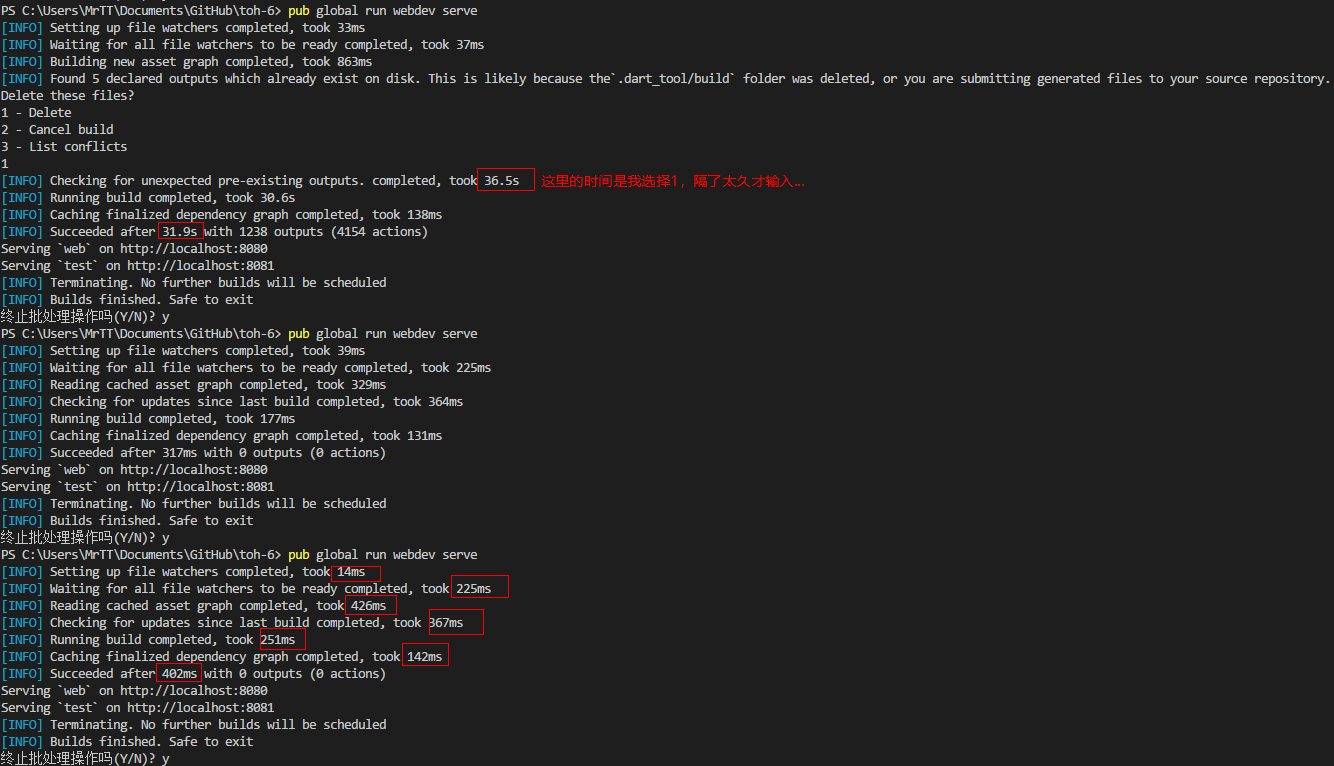 PS C:\Users\MrTT\Documents\GitHub\toh-6> pub global run webdev serve
[INFO] Setting up file watchers completed, took 33ms
[INFO] Waiting for all file watchers to be ready completed, took 37ms
[INFO] Building new asset graph completed, took 863ms
[INFO] Found 5 declared outputs which already exist on disk. This is likely because the`.dart_tool/build` folder was deleted, or you are submitting generated files to your source repository.
Delete these files?
1 - Delete
2 - Cancel build
3 - List conflicts
1
[INFO] Checking for unexpected pre-existing outputs. completed, took 36.5s 这里的时间是我选择1，隔了太久才输入...
[INFO] Running build completed, took 30.6s
[INFO] Caching finalized dependency graph completed, took 138ms
[INFO] Succeeded after 31.9s with 1238 outputs (4154 actions)
Serving `web` on http://localhost:8080
Serving `test` on http://localhost:8081
[INFO] Terminating. No further builds will be scheduled
[INFO] Builds finished. Safe to exit
终止批处理操作吗(Y/N)? y
PS C:\Users\MrTT\Documents\GitHub\toh-6> pub global run webdev serve
[INFO] Setting up file watchers completed, took 39ms
[INFO] Waiting for all file watchers to be ready completed, took 225ms
[INFO] Reading cached asset graph completed, took 329ms
[INFO] Checking for updates since last build completed, took 364ms
[INFO] Running build completed, took 177ms
[INFO] Caching finalized dependency graph completed, took 131ms
[INFO] Succeeded after 317ms with 0 outputs (0 actions)
Serving `web` on http://localhost:8080
Serving `test` on http://localhost:8081
[INFO] Terminating. No further builds will be scheduled
[INFO] Builds finished. Safe to exit
终止批处理操作吗(Y/N)? y
PS C:\Users\MrTT\Documents\GitHub\toh-6> pub global run webdev serve
[INFO] Setting up file watchers completed, took 14ms
[INFO] Waiting for all file watchers to be ready completed, took 225ms
[INFO] Reading cached asset graph completed, took 426ms
[INFO] Checking for updates since last build completed, took 367ms
[INFO] Running build completed, took 251ms
[INFO] Caching finalized dependency graph completed, took 142ms
[INFO] Succeeded after 402ms with 0 outputs (0 actions)
Serving `web` on http://localhost:8080
Serving `test` on http://localhost:8081
[INFO] Terminating. No further builds will be scheduled
[INFO] Builds finished. Safe to exit
终止批处理操作吗(Y/N)? y